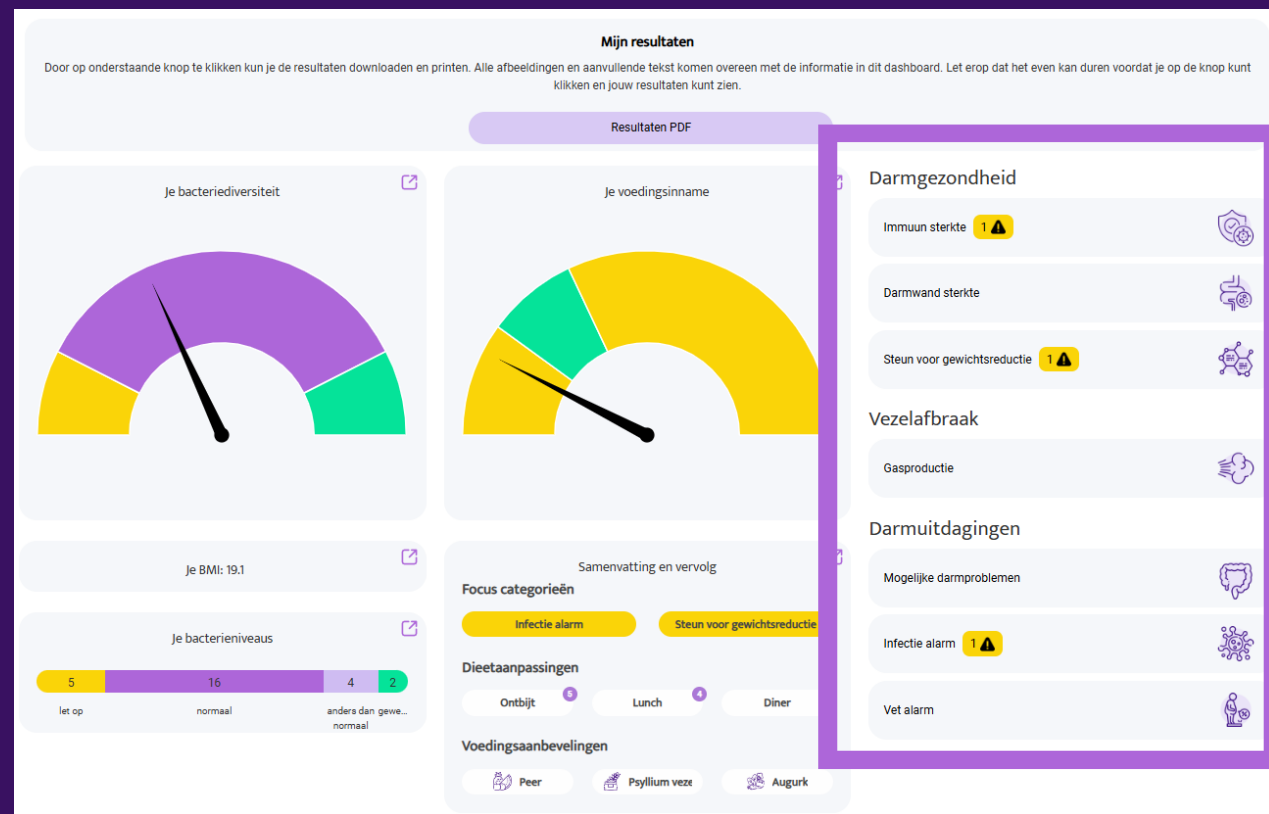 Mijn resultaten
Door op onderstaande knop te klikken kun je de resultaten downloaden en printen. Alle afbeeldingen en aanvullende tekst komen overeen met de informatie in dit dashboard. Let erop dat het even kan duren voordat je op de knop kunt
klikken en jouw resultaten kunt zien.
Resultaten PDF
Je bacteriediversiteit
Je voedingsinname
Je BMI: 19.1
Je bacterieniveaus
5 16 4 2
let op normaal anders dan gewe...
normaal
Samenvatting en vervolg
Focus categorieën
Infectie alarm Steun voor gewichtsreductie
Dieetaanpassingen
Ontbijt 5 Lunch 4 Diner
Voedingsaanbevelingen
Peer Psyllium veze Augurk
Darmgezondheid
Immuun sterkte 1
Darmwand sterkte
Steun voor gewichtsreductie 1
Vezelafbraak
Gasproductie
Darmuitdagingen
Mogelijke darmproblemen
Infectie alarm 1
Vet alarm